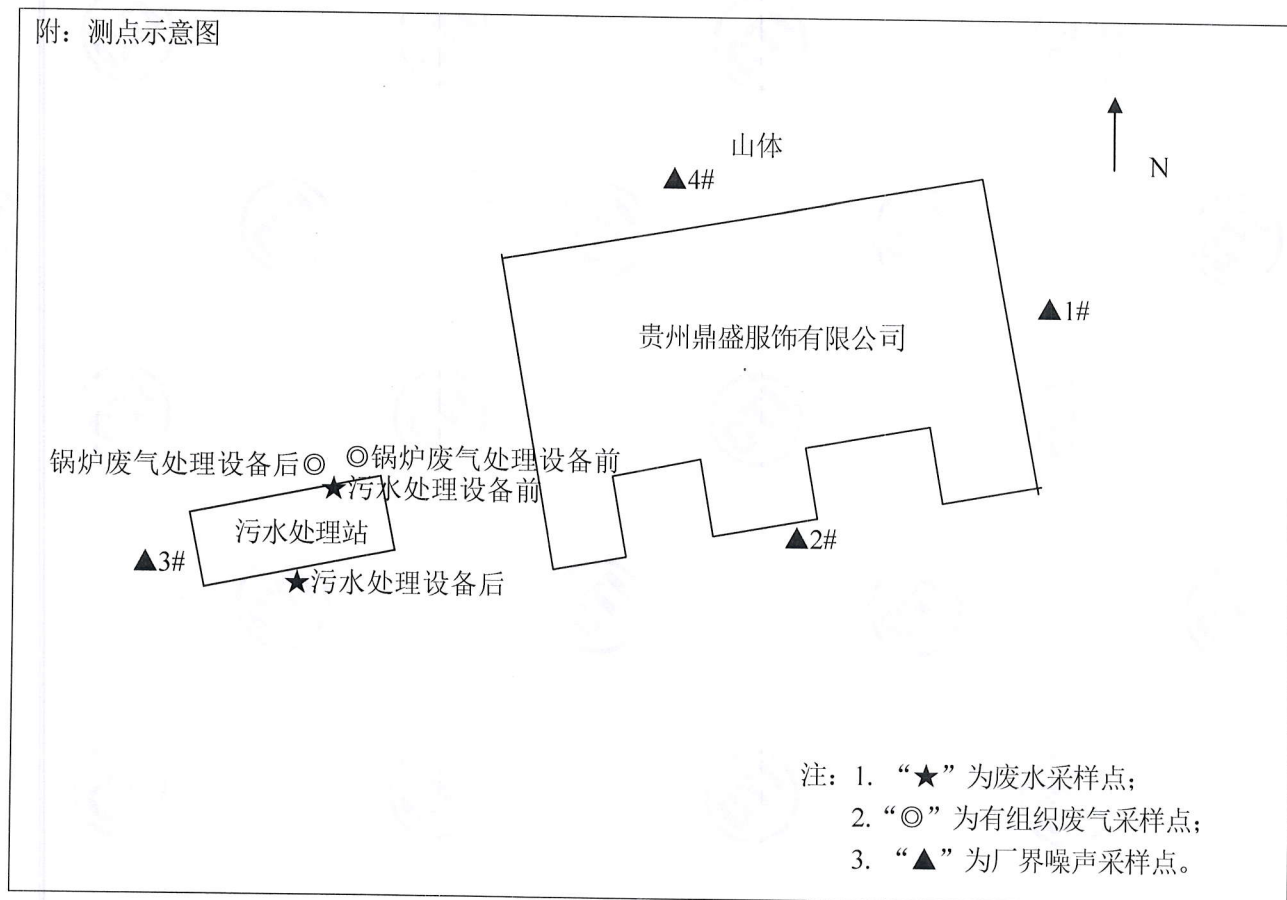 附：测点示意图
山体
▲4#
N
▲1#
贵州鼎盛服饰有限公司
锅炉废气处理设备后◎
◎锅炉废气处理设备前
★污水处理设备前
污水处理站
▲3#
▲2#
★污水处理设备后
注：1. “★”为废水采样点；
2. “◎”为有组织废气采样点；
3. “▲”为厂界噪声采样点。